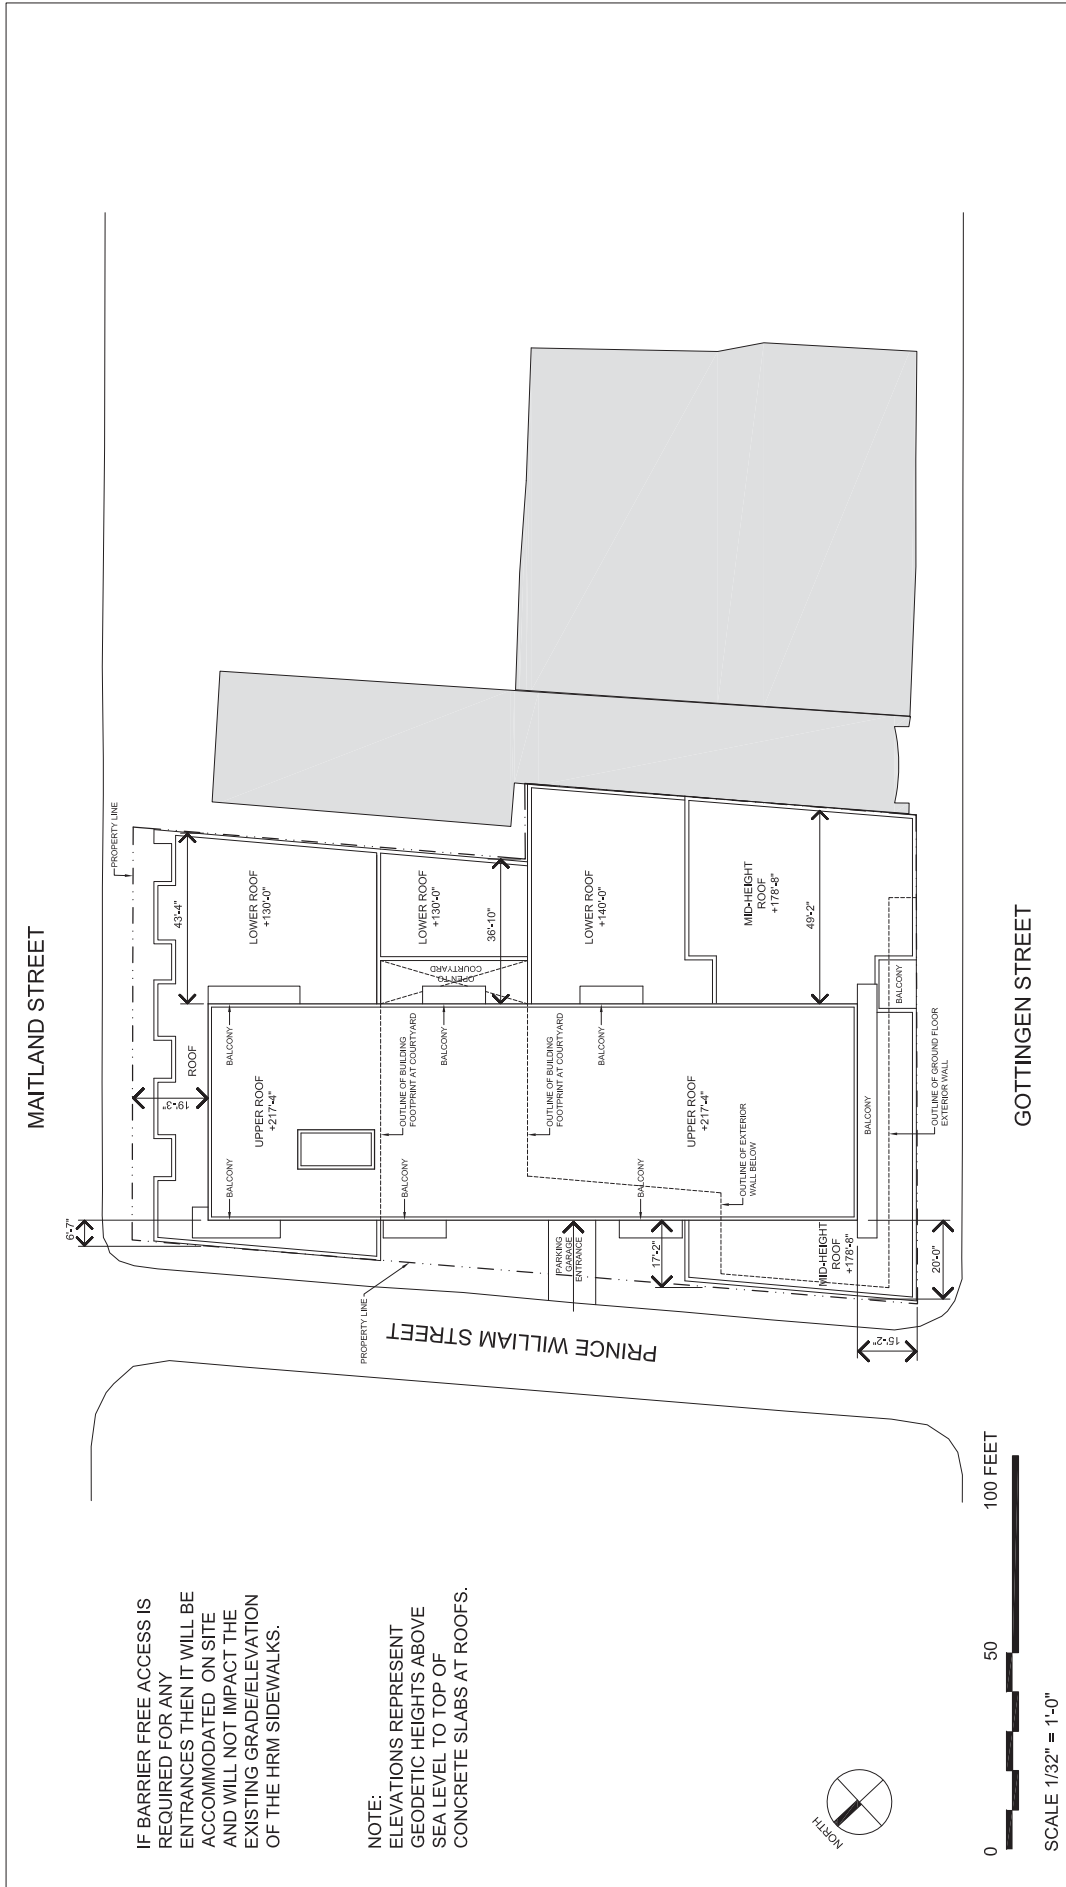 MAITLAND STREET
PROPERTY LINE
43'-4"
LOWER ROOF
+130'-0"
LOWER ROOF
+130'-0"
36'-10"
LOWER ROOF
+140'-0"
MID-HEIGHT
ROOF
+178'-8"
49'-2"
OPEN TO
COURTYARD
BALCONY
ROOF
19'-3"
BALCONY
BALCONY
BALCONY
UPPER ROOF
+217'-4"
OUTLINE OF BUILDING
FOOTPRINT AT COURTYARD
OUTLINE OF BUILDING
FOOTPRINT AT COURTYARD
UPPER ROOF
+217'-4"
BALCONY
OUTLINE OF GROUND FLOOR
EXTERIOR WALL
GOTTINGEN STREET
BALCONY
BALCONY
BALCONY
OUTLINE OF EXTERIOR
WALL BELOW
6'-7"
PARKING
GARAGE
ENTRANCE
17'-2"
MID-HEIGHT
ROOF
+178'-8"
20'-0"
PROPERTY LINE
PRINCE WILLIAM STREET
15'-2"
IF BARRIER FREE ACCESS IS
REQUIRED FOR ANY
ENTRANCES THEN IT WILL BE
ACCOMMODATED ON SITE
AND WILL NOT IMPACT THE
EXISTING GRADE/ELEVATION
OF THE HRM SIDEWALKS.
NOTE:
ELEVATIONS REPRESENT
GEODETIC HEIGHTS ABOVE
SEA LEVEL TO TOP OF
CONCRETE SLABS AT ROOFS.
NORTH
0 50 100 FEET
SCALE 1/32" = 1'-0"